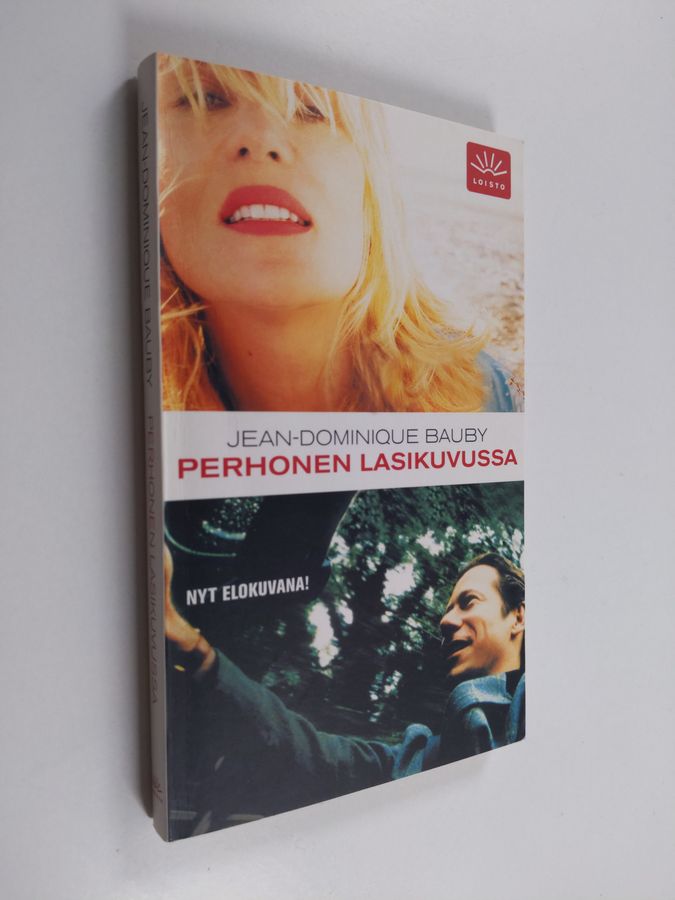 LOISTO
JEAN-DOMINIQUE BAUBY
PERHONEN LASIKUVUSSA
NYT ELOKUVANA!
JEAN-DOMINIQUE BAUBY PERHONEN LASIKUVUSSA